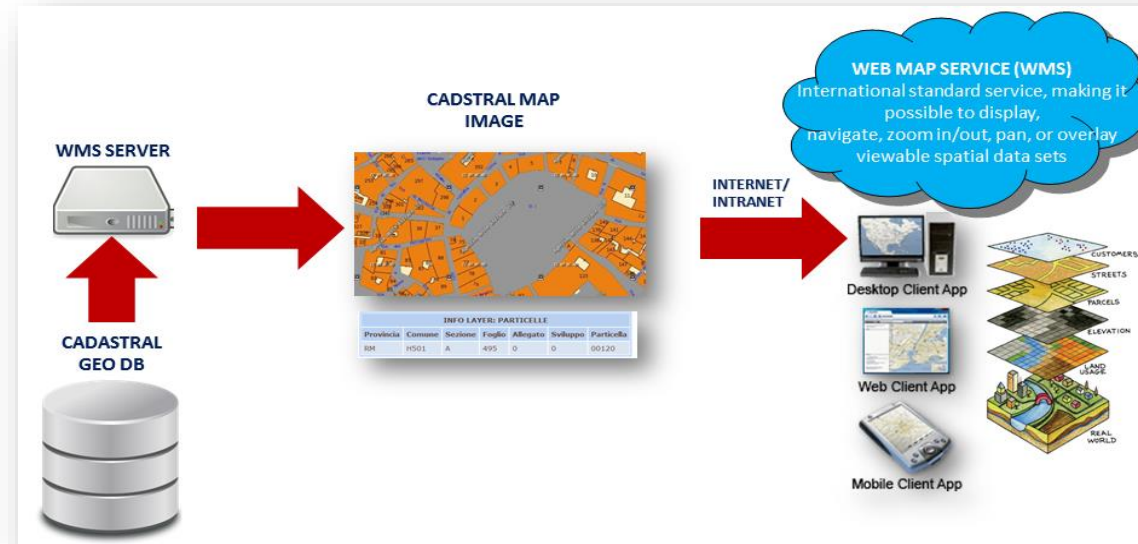 WEB MAP SERVICE (WMS)
International standard service, making it
possible to display,
navigate, zoom in/out, pan, or overlay
viewable spatial data sets
CADSTRAL MAP
IMAGE
WMS SERVER
INTERNET/
INTRANET
CADASTRAL
GEO DB
INFO LAYER: PARTICELLE
Provincia Comune Sezione Foglio Allegato Sviluppo Particella
RM H501 A 495 0 0 00120
Desktop Client App
Web Client App
Mobile Client App
CUSTOMERS
STREETS
PARCELS
ELEVATION
LAND
USAGE
REAL
WORLD